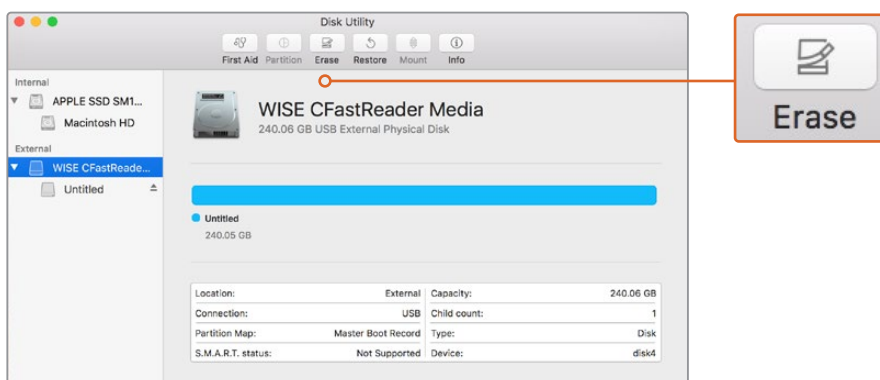 Disk Utility
First Aid Partition Erase Restore Mount Info
Erase
Internal
APPLE SSD SM1...
Macintosh HD
External
WISE CFastReade...
Untitled
WISE CFastReader Media
240.06 GB USB External Physical Disk
Untitled
240.05 GB
Location: External Capacity: 240.06 GB
Connection: USB Child count: 1
Partition Map: Master Boot Record Type: Disk
S.M.A.R.T. status: Not Supported Device: disk4